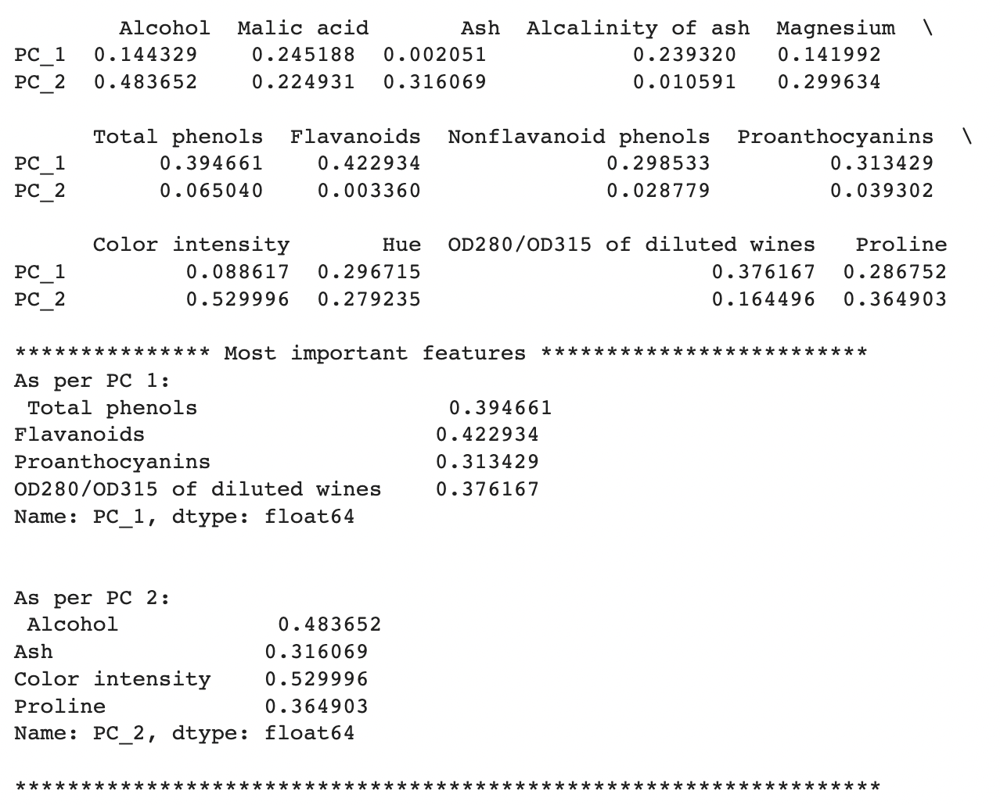 Alcohol  Malic acid       Ash  Alcalinity of ash  Magnesium  \
PC_1  0.144329    0.245188  0.002051           0.239320   0.141992
PC_2  0.483652    0.224931  0.316069           0.010591   0.299634

      Total phenols  Flavanoids  Nonflavanoid phenols  Proanthocyanins  \
PC_1       0.394661    0.422934              0.298533         0.313429
PC_2       0.065040    0.003360              0.028779         0.039302

      Color intensity       Hue  OD280/OD315 of diluted wines   Proline
PC_1         0.088617  0.296715                      0.376167  0.286752
PC_2         0.529996  0.279235                      0.164496  0.364903

*************** Most important features *************************
As per PC 1:
 Total phenols                   0.394661
Flavanoids                      0.422934
Proanthocyanins                 0.313429
OD280/OD315 of diluted wines    0.376167
Name: PC_1, dtype: float64


As per PC 2:
 Alcohol            0.483652
Ash                0.316069
Color intensity    0.529996
Proline            0.364903
Name: PC_2, dtype: float64

******************************************************************